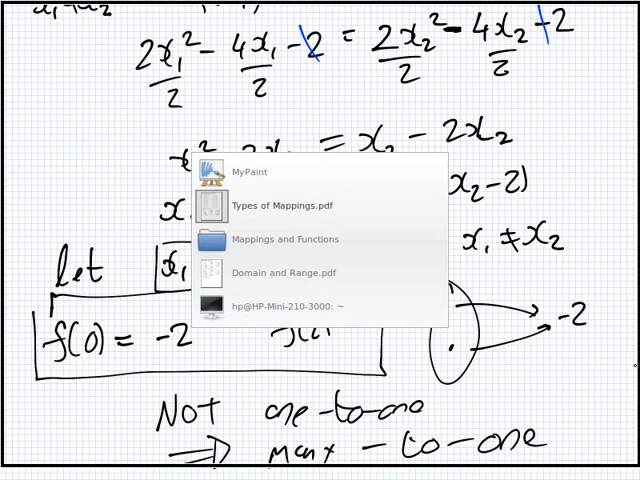 2x₁²/2 - 4x₁/2 - 2 = 2x₂²/2 - 4x₂/2 - 2
= x₂ - 2x₂
MyPaint
Types of Mappings.pdf
x₂-2)
Mappings and Functions
x₁ ≠ x₂
let x₁
Domain and Range.pdf
hp@HP-Mini-210-3000: ~
f(0) = -2
-2
Not one-to-one
⇒ many-to-one